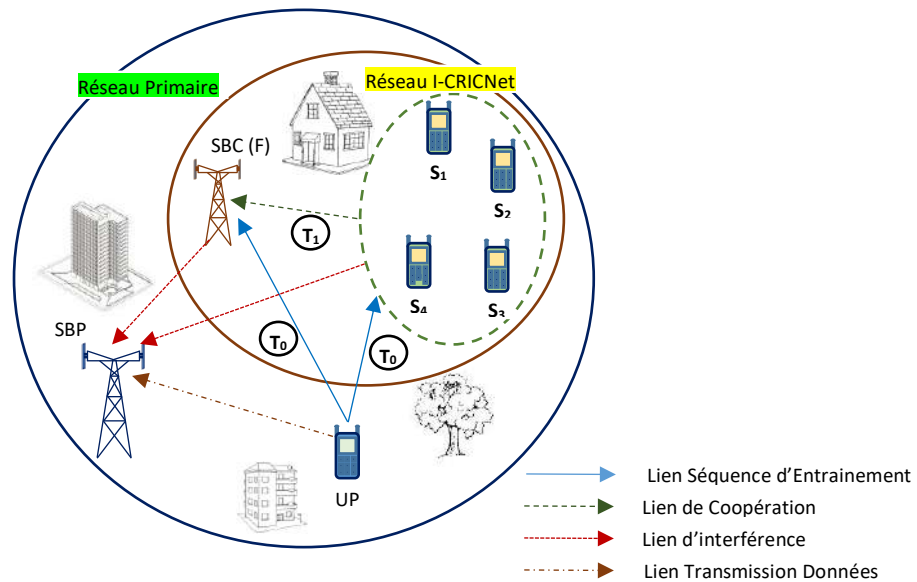 Réseau Primaire
Réseau I-CRICNet
SBC (F)
S1
S2
T1
S4
S3
SBP
T0
T0
UP
Lien Séquence d'Entrainement
Lien de Coopération
Lien d'interférence
Lien Transmission Données